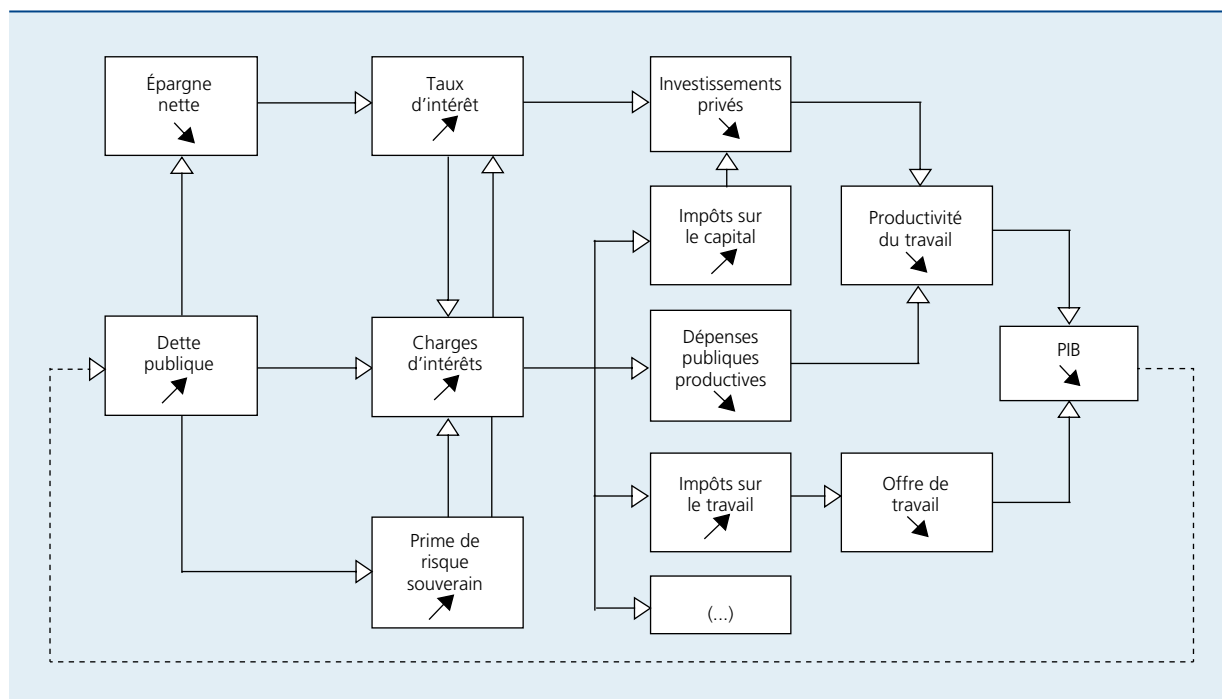 Épargne
nette
Taux
d'intérêt
Investissements
privés
Impôts sur
le capital
Productivité
du travail
Dette
publique
Charges
d'intérêts
Dépenses
publiques
productives
PIB
Impôts sur
le travail
Offre de
travail
Prime de
risque
souverain
(...)